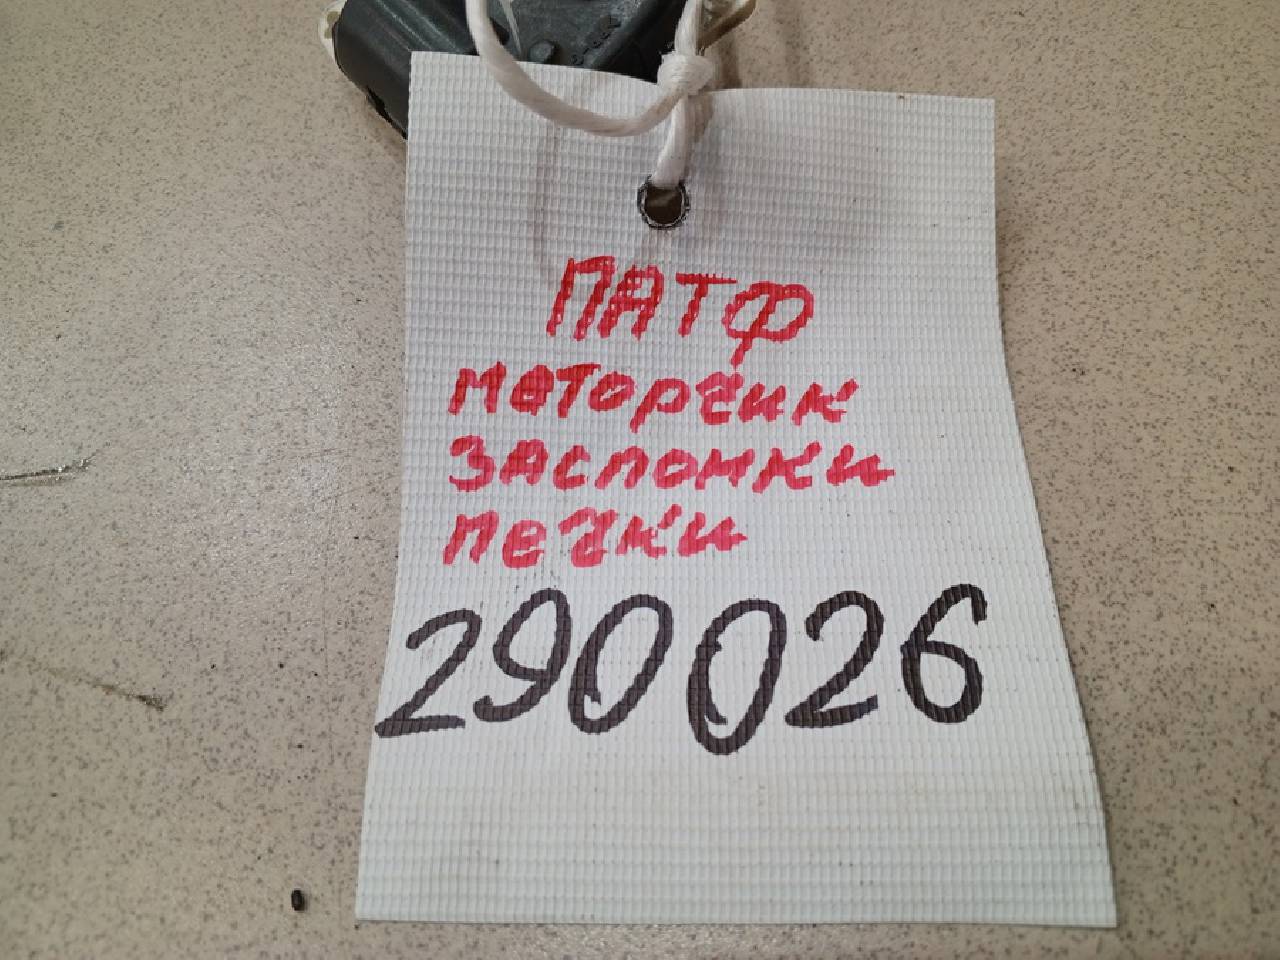 ПАТФ
моторчик
заслонки
печки
290026